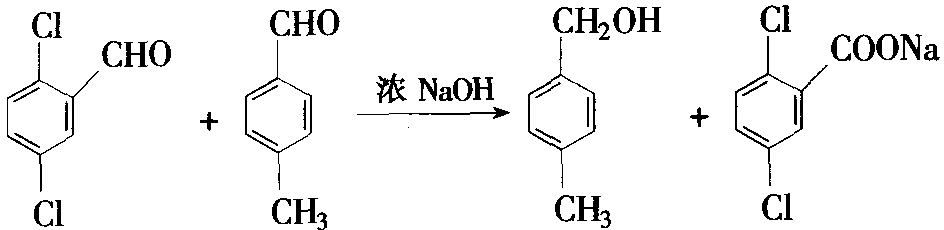 Cl CHO + CHO 浓 NaOH CH₂OH + Cl COONa
Cl CH₃ CH₃ Cl